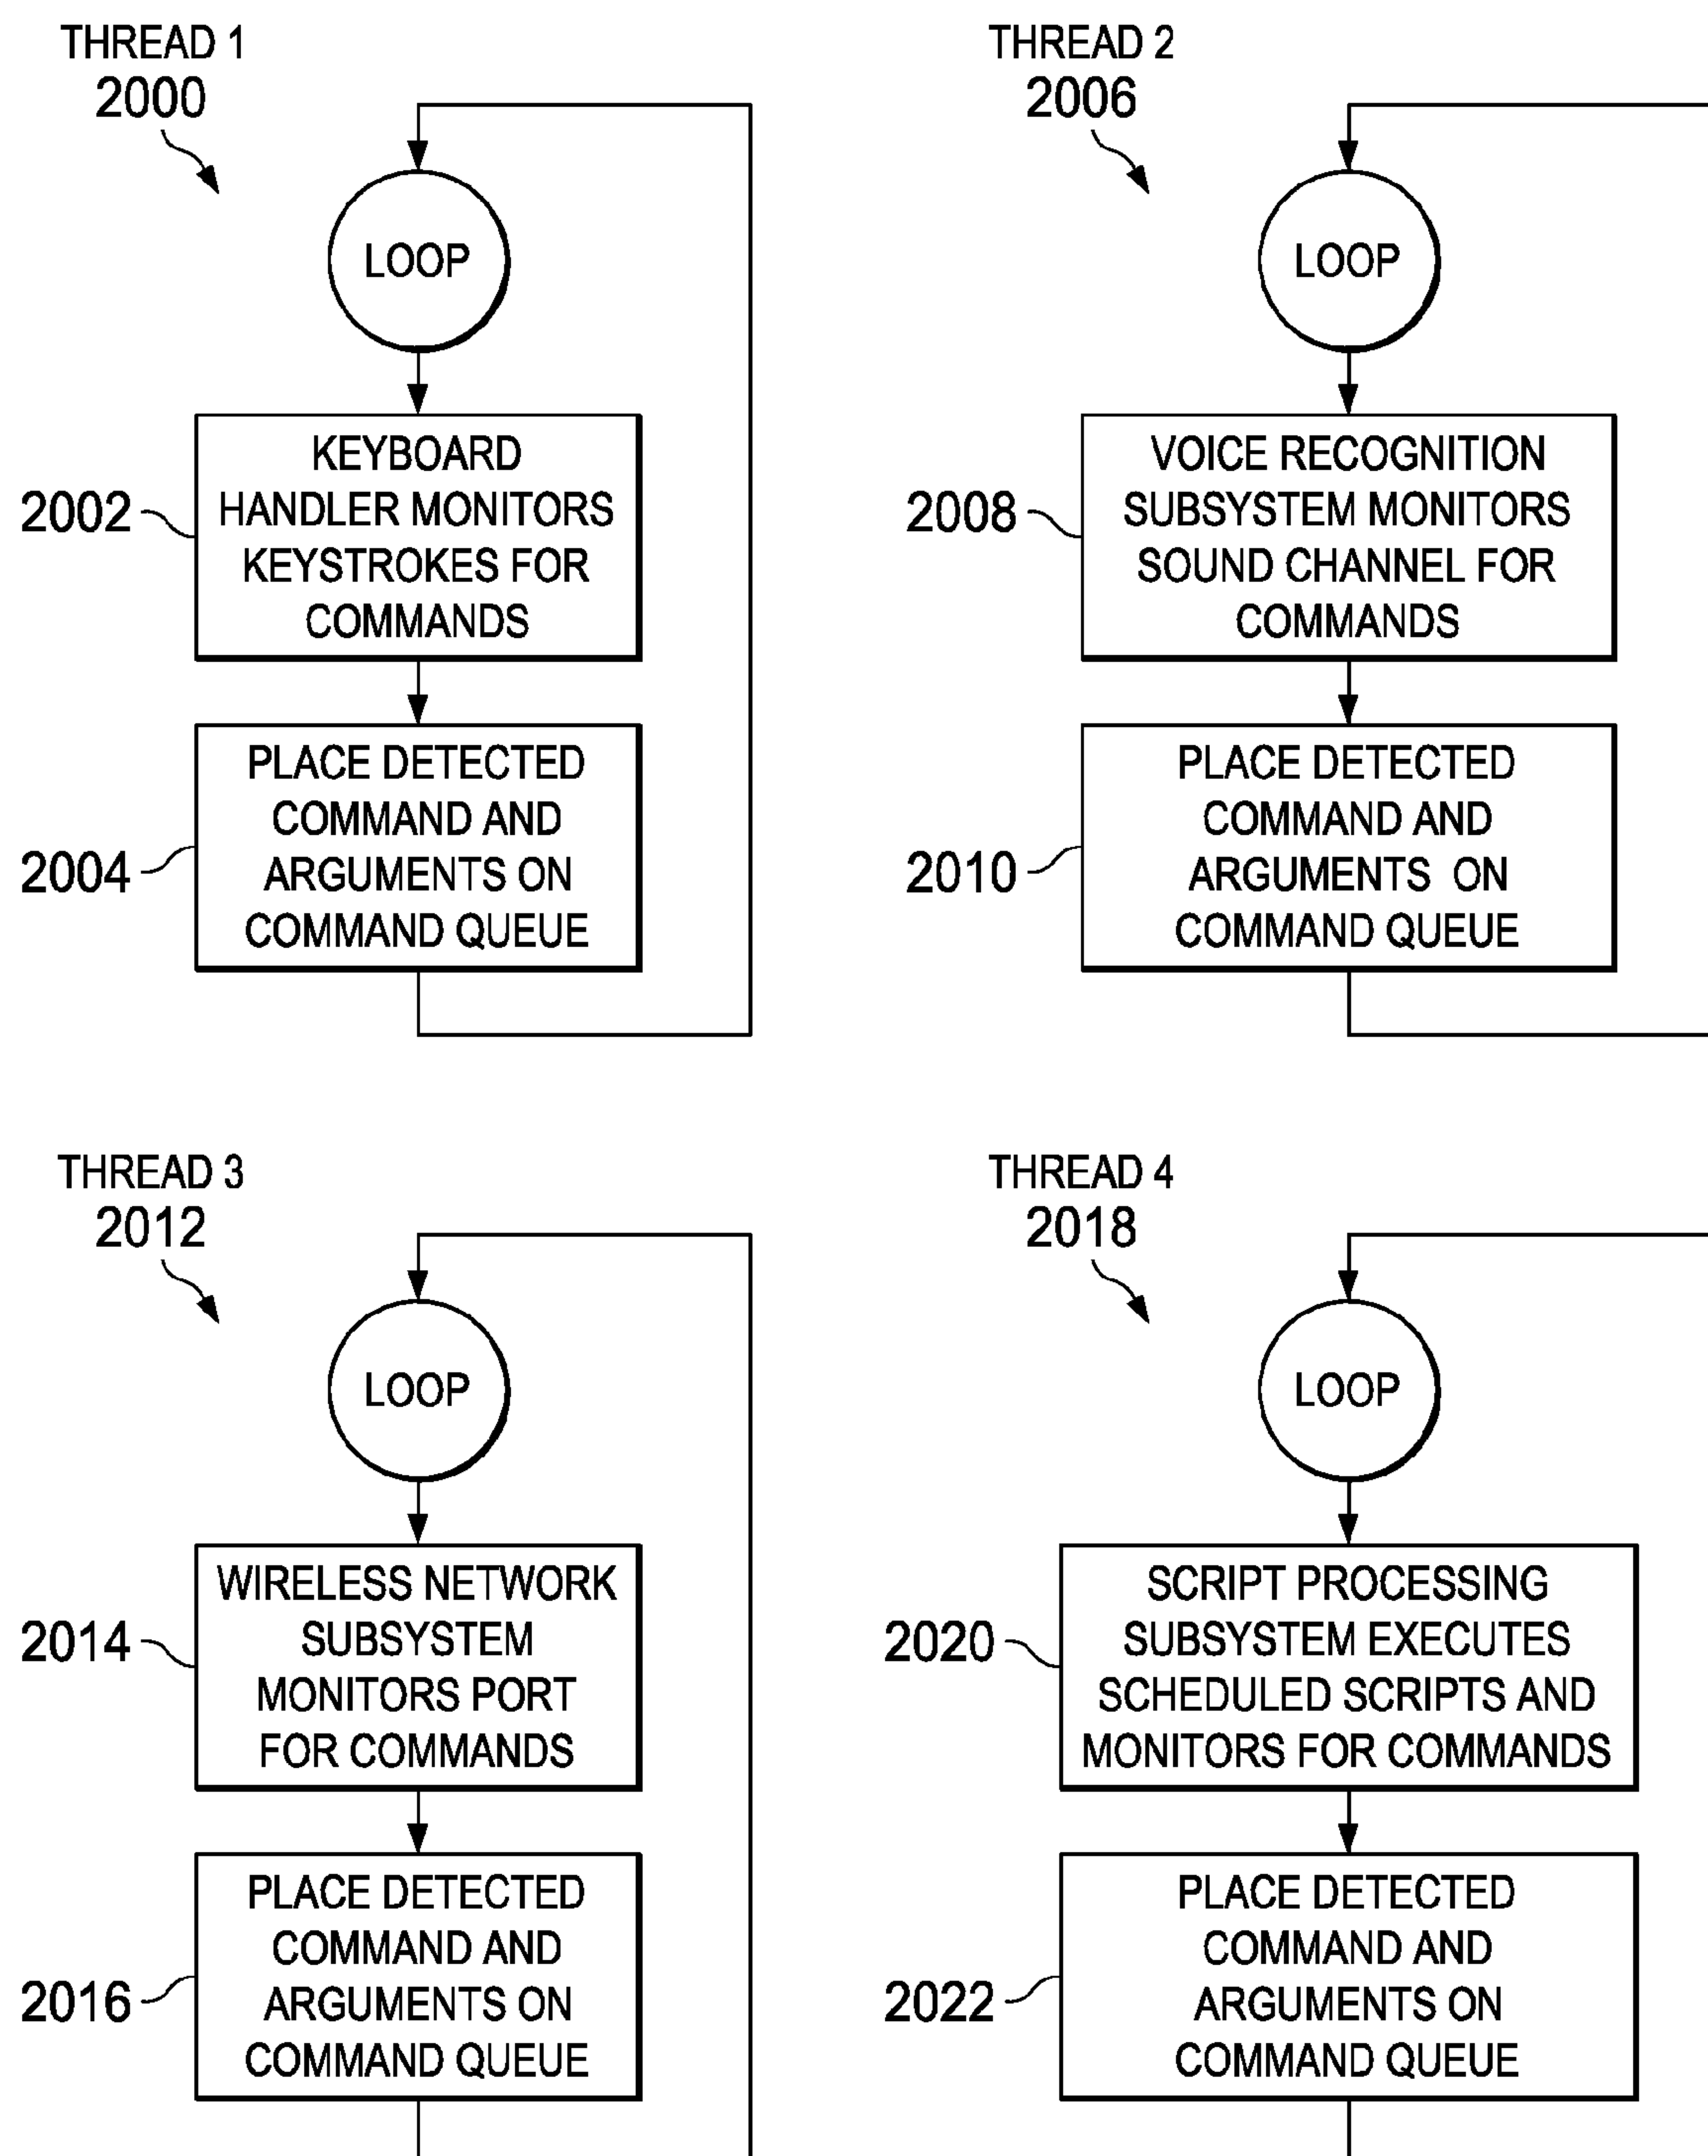 THREAD 1
2000
LOOP
2002
KEYBOARD
HANDLER MONITORS
KEYSTROKES FOR
COMMANDS
2004
PLACE DETECTED
COMMAND AND
ARGUMENTS ON
COMMAND QUEUE
THREAD 2
2006
LOOP
2008
VOICE RECOGNITION
SUBSYSTEM MONITORS
SOUND CHANNEL FOR
COMMANDS
2010
PLACE DETECTED
COMMAND AND
ARGUMENTS ON
COMMAND QUEUE
THREAD 3
2012
LOOP
2014
WIRELESS NETWORK
SUBSYSTEM
MONITORS PORT
FOR COMMANDS
2016
PLACE DETECTED
COMMAND AND
ARGUMENTS ON
COMMAND QUEUE
THREAD 4
2018
LOOP
2020
SCRIPT PROCESSING
SUBSYSTEM EXECUTES
SCHEDULED SCRIPTS AND
MONITORS FOR COMMANDS
2022
PLACE DETECTED
COMMAND AND
ARGUMENTS ON
COMMAND QUEUE